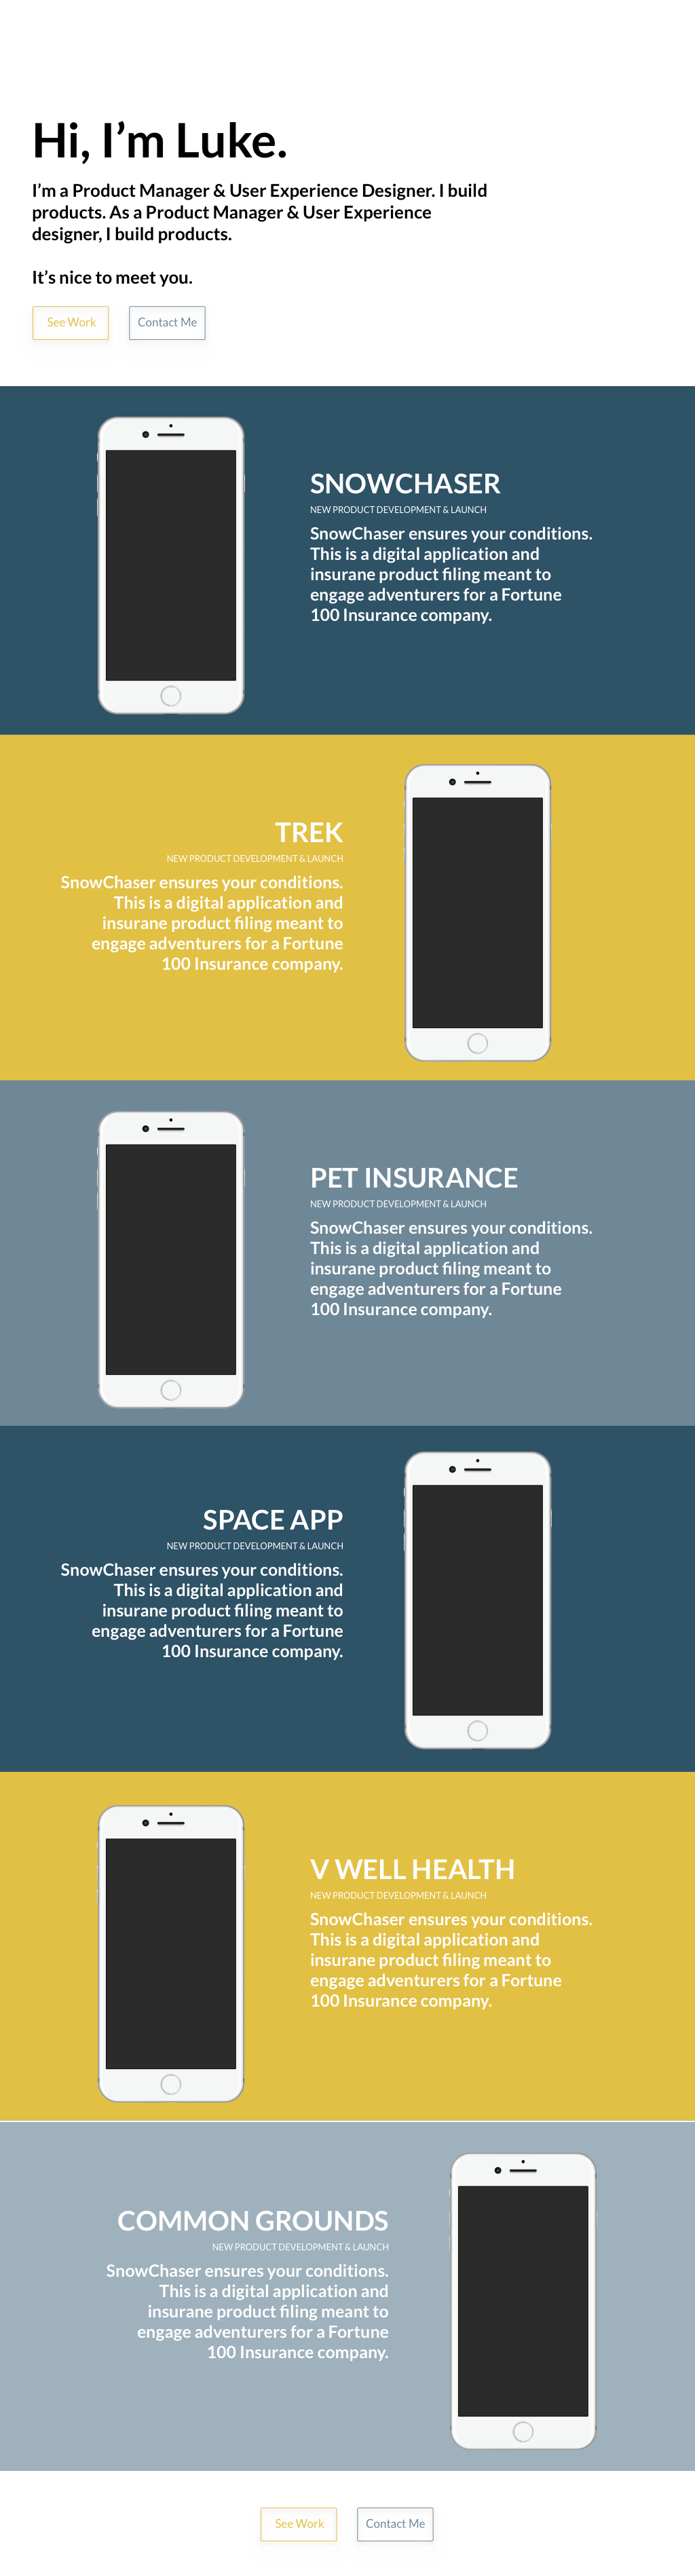 Hi, I’m Luke.
I’m a Product Manager & User Experience Designer. I build
products. As a Product Manager & User Experience
designer, I build products.
It’s nice to meet you.
See Work
Contact Me
SNOWCHASER
NEW PRODUCT DEVELOPMENT & LAUNCH
SnowChaser ensures your conditions.
This is a digital application and
insurane product filing meant to
engage adventurers for a Fortune
100 Insurance company.
TREK
NEW PRODUCT DEVELOPMENT & LAUNCH
SnowChaser ensures your conditions.
This is a digital application and
insurane product filing meant to
engage adventurers for a Fortune
100 Insurance company.
PET INSURANCE
NEW PRODUCT DEVELOPMENT & LAUNCH
SnowChaser ensures your conditions.
This is a digital application and
insurane product filing meant to
engage adventurers for a Fortune
100 Insurance company.
SPACE APP
NEW PRODUCT DEVELOPMENT & LAUNCH
SnowChaser ensures your conditions.
This is a digital application and
insurane product filing meant to
engage adventurers for a Fortune
100 Insurance company.
V WELL HEALTH
NEW PRODUCT DEVELOPMENT & LAUNCH
SnowChaser ensures your conditions.
This is a digital application and
insurane product filing meant to
engage adventurers for a Fortune
100 Insurance company.
COMMON GROUNDS
NEW PRODUCT DEVELOPMENT & LAUNCH
SnowChaser ensures your conditions.
This is a digital application and
insurane product filing meant to
engage adventurers for a Fortune
100 Insurance company.
See Work
Contact Me